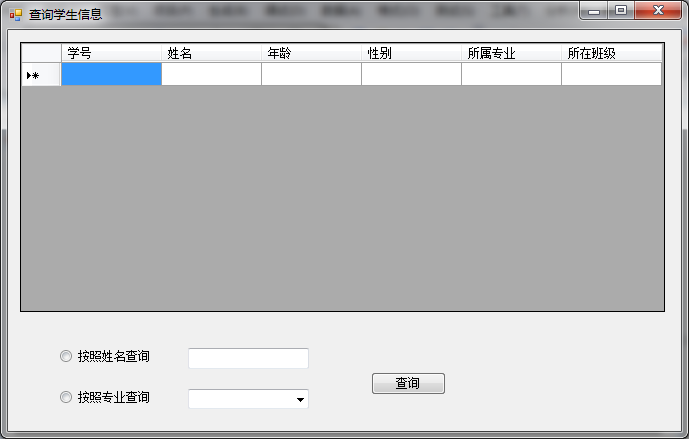 查询学生信息
学号 姓名 年龄 性别 所属专业 所在班级
按照姓名查询
查询
按照专业查询